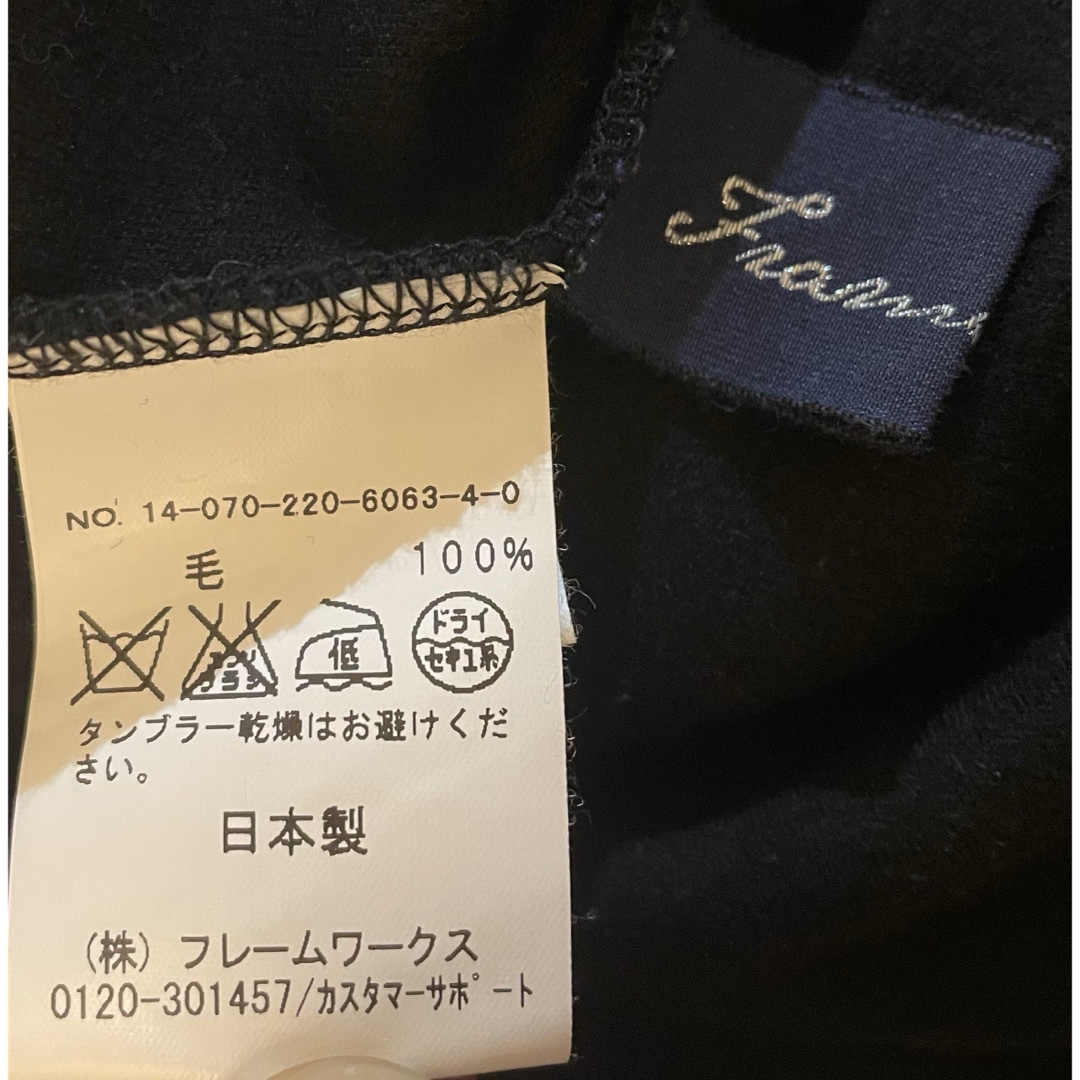 Fram
NO. 14-070-220-6063-4-0
毛 100%
低
ドライ
セキユ系
タンブラー乾燥はお避けくだ
さい。
日本製
(株) フレームワークス
0120-301457/カスタマーサポート